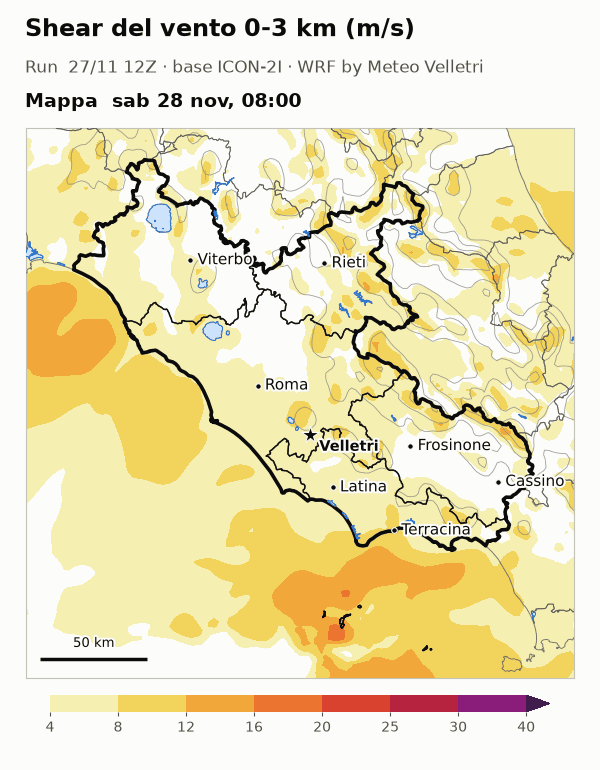 Shear del vento 0-3 km (m/s)
Run  27/11 12Z · base ICON-2I · WRF by Meteo Velletri
Mappa  sab 28 nov, 08:00
Viterbo
Rieti
Roma
Velletri
Frosinone
Cassino
Latina
Terracina
50 km
4 8 12 16 20 25 30 40